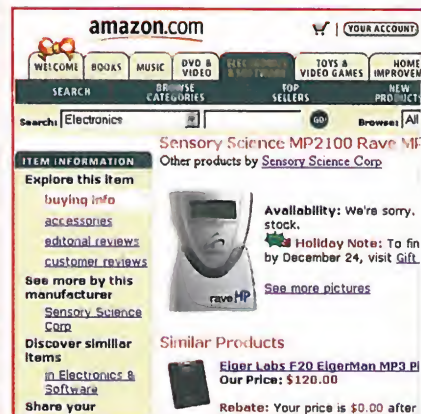 amazon.com
YOUR ACCOUNT
WELCOME
BOOKS
MUSIC
DVD & VIDEO
ELECTRONICS & SOFTWARE
TOYS & VIDEO GAMES
HOME IMPROVEM
SEARCH
BROWSE CATEGORIES
TOP SELLERS
NEW PRODUCT
Search: Electronics GO! Browse: All
Sensory Science MP2100 Rave MP
Other products by Sensory Science Corp
ITEM INFORMATION
Explore this item
buying info
accessories
editorial reviews
customer reviews
See more by this manufacturer
Sensory Science Corp
Discover similar items
in Electronics & Software
Share your
Availability: We're sorry.
stock.
Holiday Note: To fin
by December 24, visit Gift
See more pictures
raveMP
Similar Products
Eiger Labs F20 EigerMan MP3 Pl
Our Price: $120.00
Rebate: Your price is $0.00 after